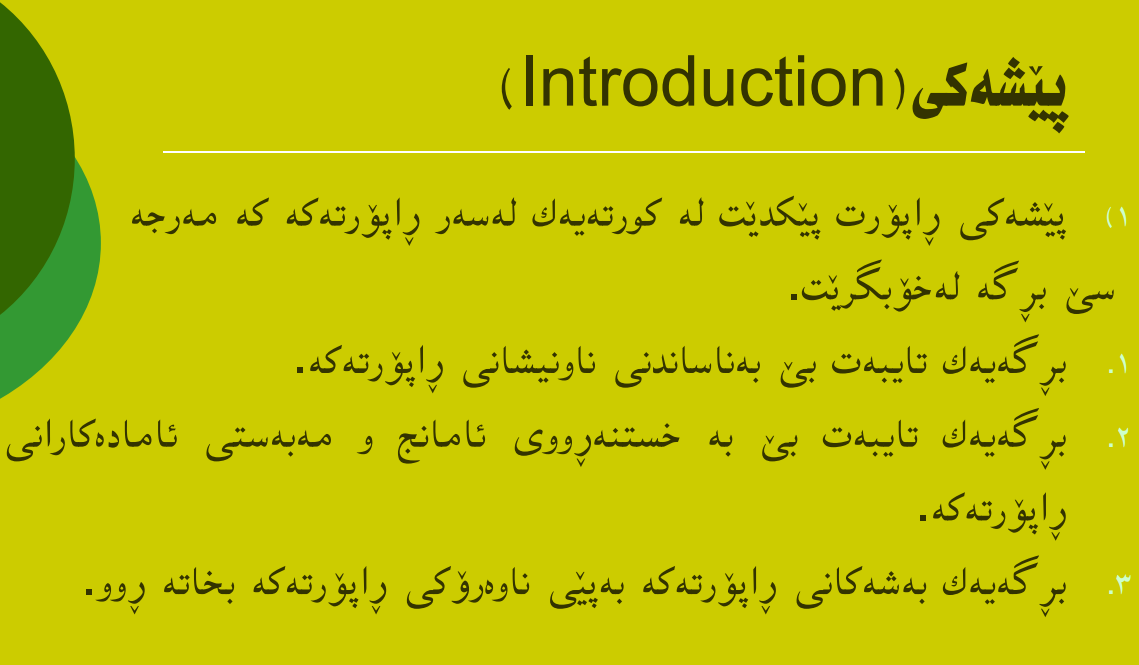 پێشەکی(Introduction)
١) پێشەکی ڕاپۆرت پێکدێت لە کورتەیەك لەسەر ڕاپۆرتەکە کە مەرجە
سێ بڕگە لەخۆبگرێت.
١. بڕگەیەك تایبەت بێ بەناساندنی ناونیشانی ڕاپۆرتەکە.
٢. بڕگەیەك تایبەت بێ بە خستنەڕووی ئامانج و مەبەستی ئامادەکارانی
ڕاپۆرتەکە.
٣. بڕگەیەك بەشەکانی ڕاپۆرتەکە بەپێی ناوەرۆکی ڕاپۆرتەکە بخاتە ڕوو.